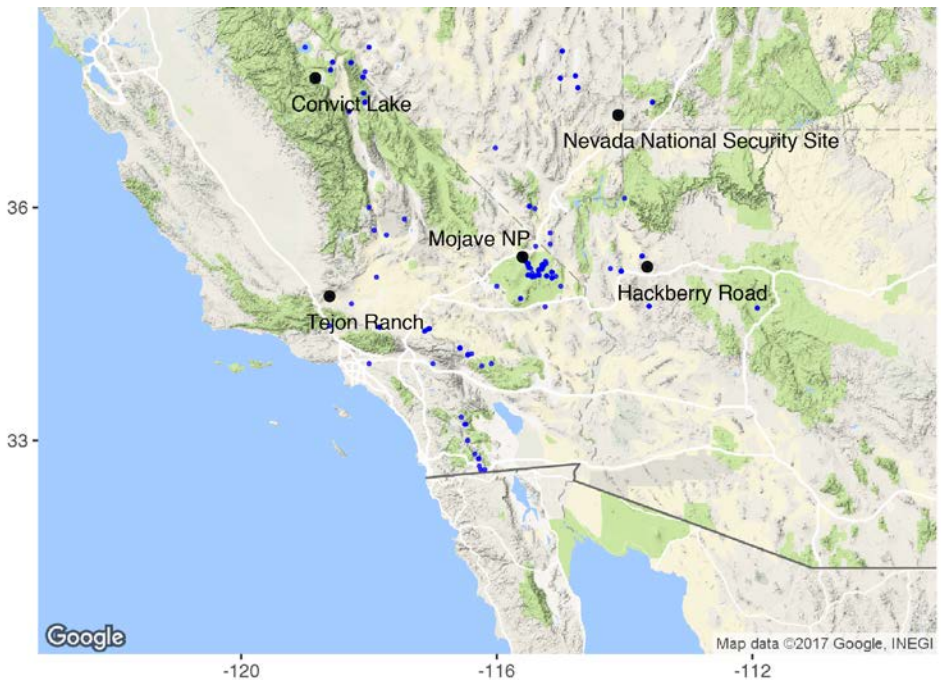 Convict Lake
Nevada National Security Site
36
Mojave NP
Hackberry Road
Tejon Ranch
33
Google
Map data ©2017 Google, INEGI
-120
-116
-112